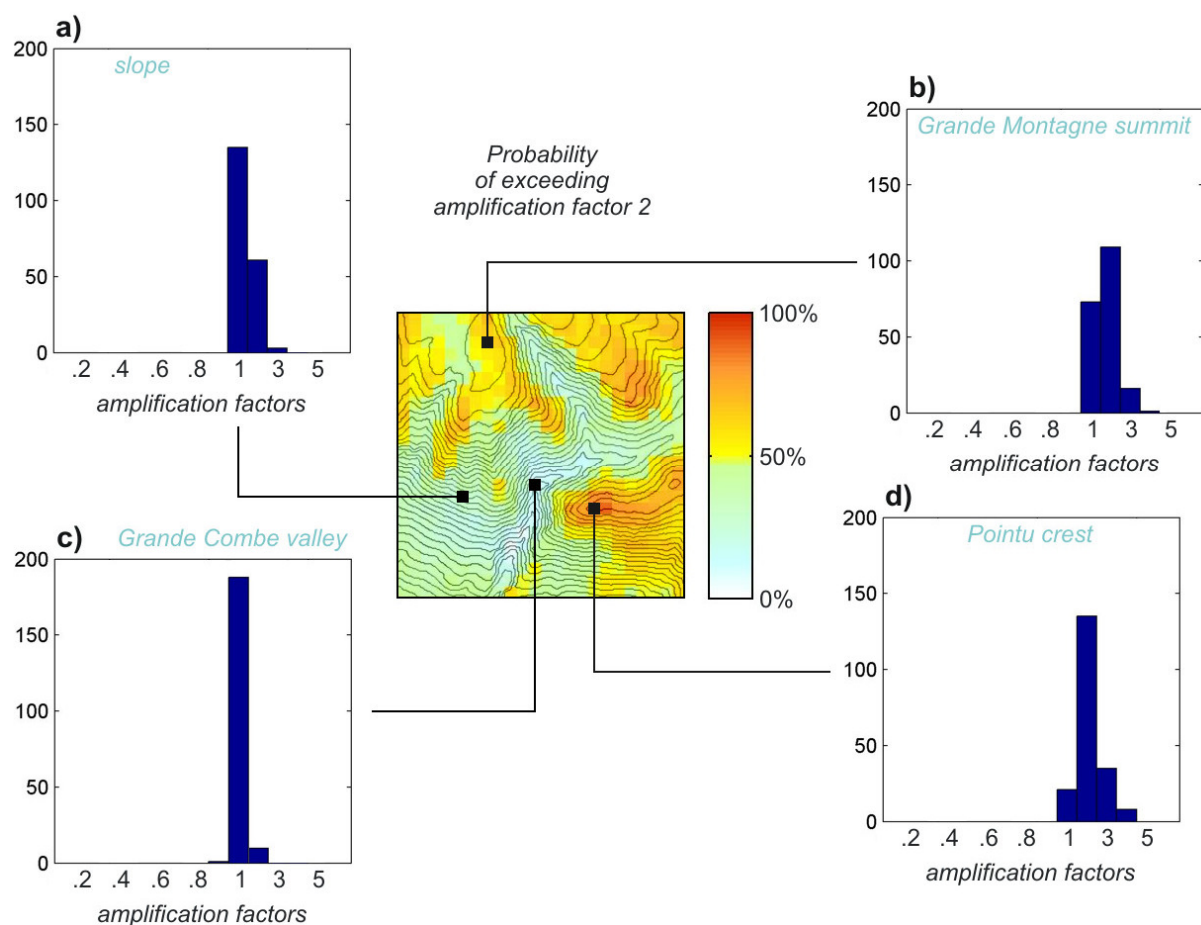 a)
slope
200
150
100
50
0
.2 .4 .6 .8 1 3 5
amplification factors
Probability
of exceeding
amplification factor 2
b)
Grande Montagne summit
200
150
100
50
0
.2 .4 .6 .8 1 3 5
amplification factors
100%
50%
0%
c)
Grande Combe valley
200
150
100
50
0
.2 .4 .6 .8 1 3 5
amplification factors
d)
Pointu crest
200
150
100
50
0
.2 .4 .6 .8 1 3 5
amplification factors